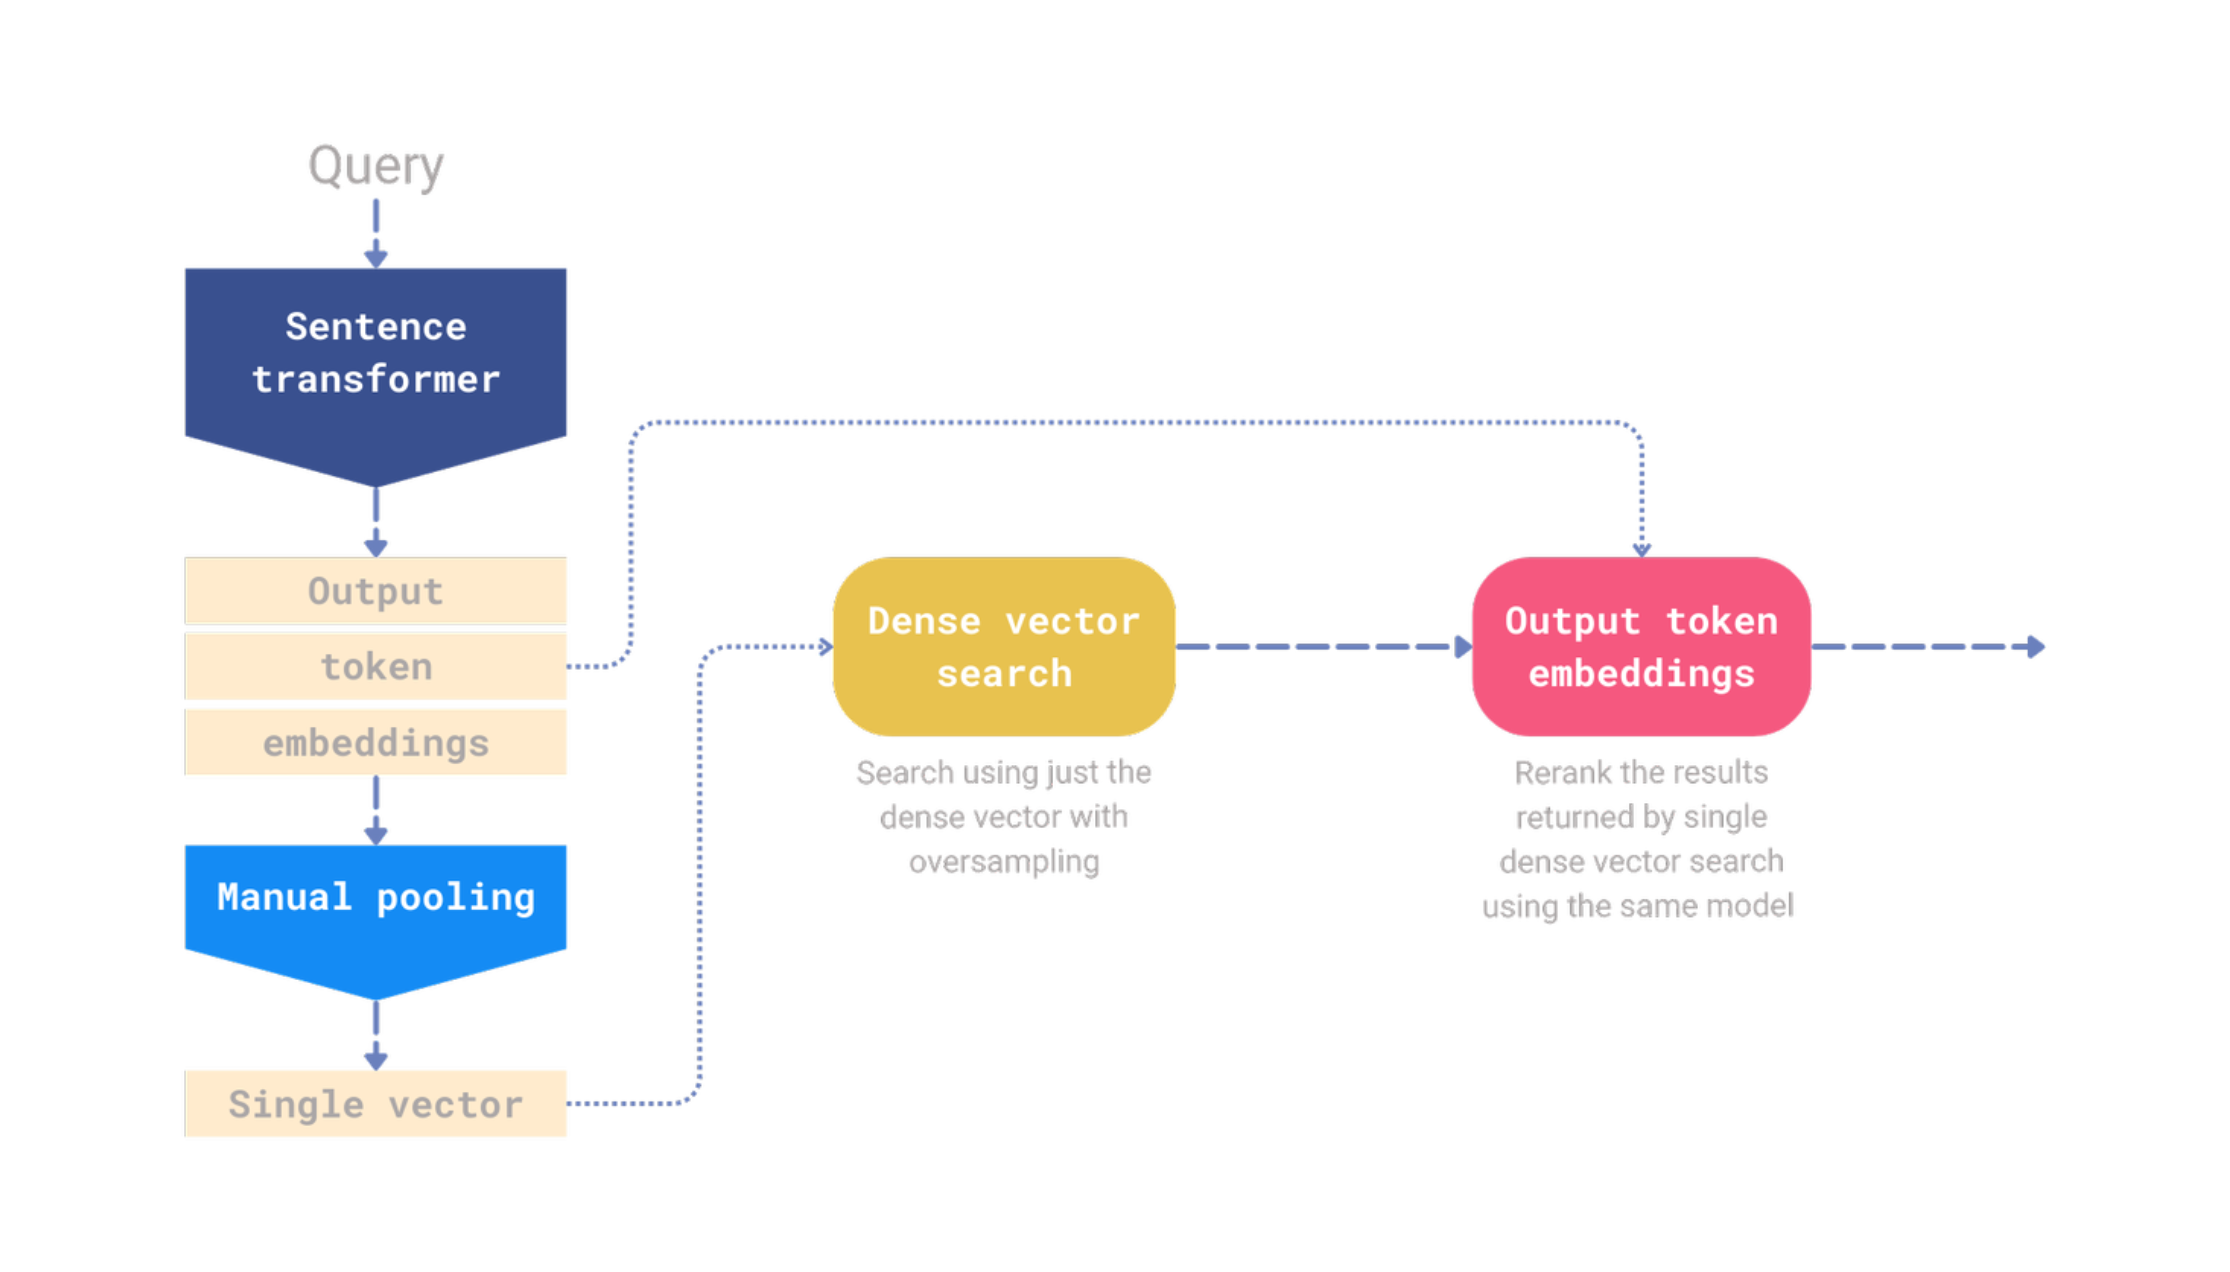 Query
Sentence
transformer
Output
token
embeddings
Manual pooling
Single vector
Dense vector
search
Search using just the
dense vector with
oversampling
Output token
embeddings
Rerank the results
returned by single
dense vector search
using the same model